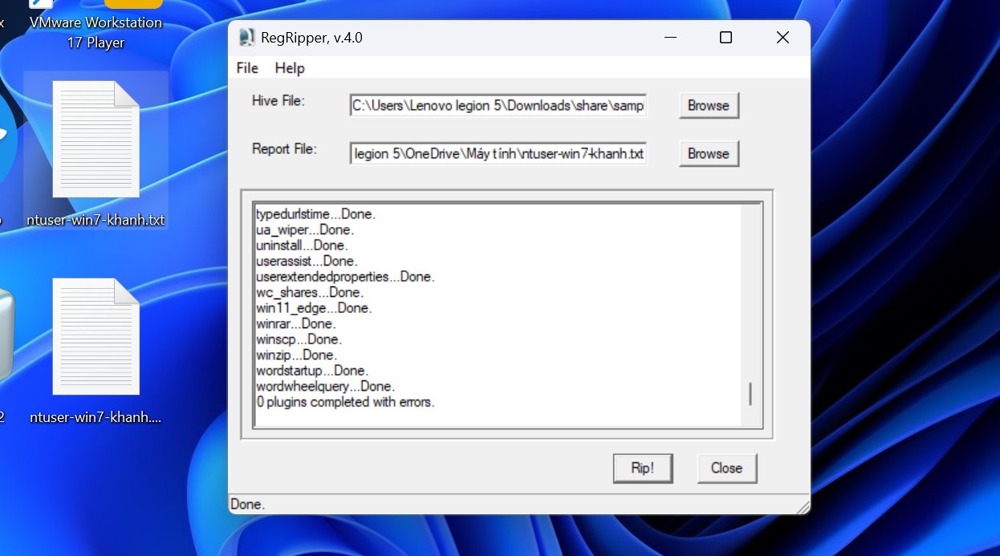 x
VMware Workstation
17 Player
ntuser-win7-khanh.txt
ntuser-win7-khanh....
2
RegRipper, v.4.0
File Help
Hive File:
C:\Users\Lenovo legion 5\Downloads\share\samp
Browse
Report File:
legion 5\OneDrive\Máy tính\ntuser-win7-khanh.txt
Browse
typedurlstime...Done.
ua_wiper...Done.
uninstall...Done.
userassist...Done.
userextendedproperties...Done.
wc_shares...Done.
win11_edge...Done.
winrar...Done.
winscp...Done.
winzip...Done.
wordstartup...Done.
wordwheelquery...Done.
0 plugins completed with errors.
Rip!
Close
Done.